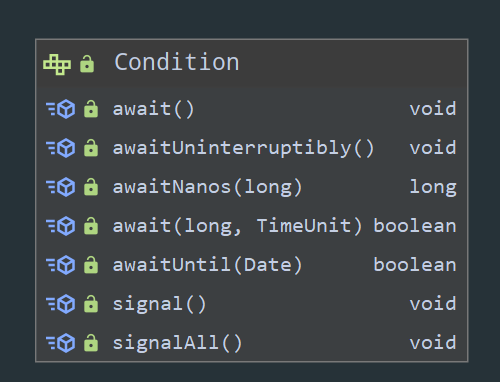 Condition
await() void
awaitUninterruptibly() void
awaitNanos(long) long
await(long, TimeUnit) boolean
awaitUntil(Date) boolean
signal() void
signalAll() void